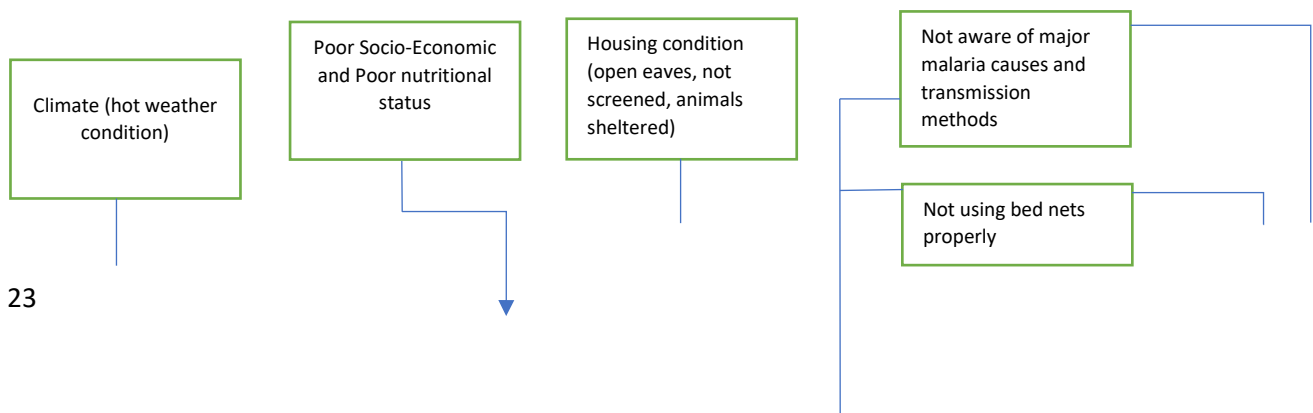 Climate (hot weather
condition)
Poor Socio-Economic
and Poor nutritional
status
Housing condition
(open eaves, not
screened, animals
sheltered)
Not aware of major
malaria causes and
transmission
methods
Not using bed nets
properly
23